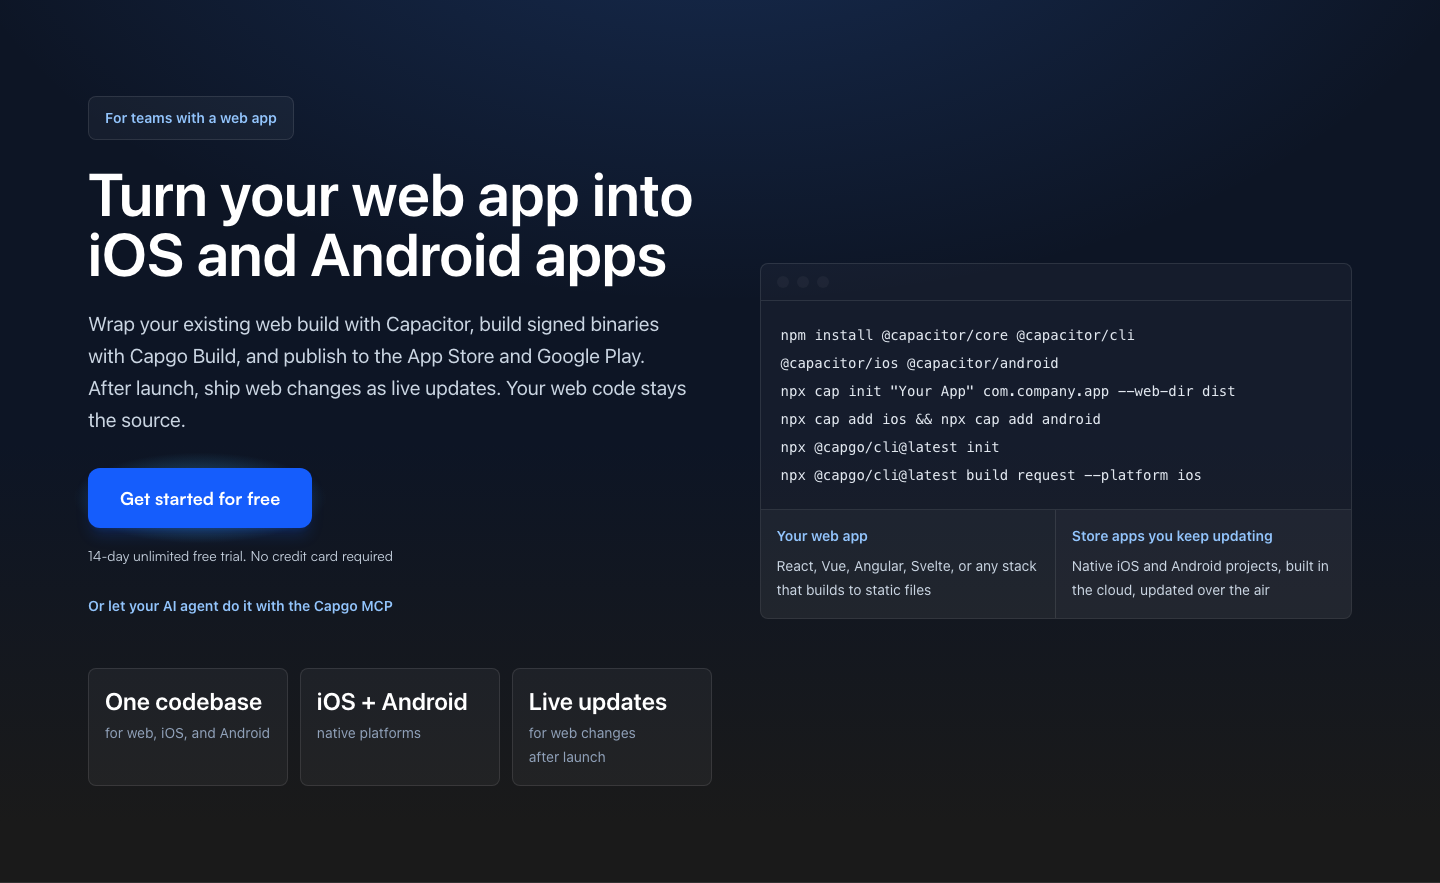 For teams with a web app
Turn your web app into
iOS and Android apps
Wrap your existing web build with Capacitor, build signed binaries
with Capgo Build, and publish to the App Store and Google Play.
After launch, ship web changes as live updates. Your web code stays
the source.
Get started for free
14-day unlimited free trial. No credit card required
Or let your AI agent do it with the Capgo MCP
One codebase
for web, iOS, and Android
iOS + Android
native platforms
Live updates
for web changes
after launch
npm install @capacitor/core @capacitor/cli
@capacitor/ios @capacitor/android
npx cap init "Your App" com.company.app --web-dir dist
npx cap add ios && npx cap add android
npx @capgo/cli@latest init
npx @capgo/cli@latest build request --platform ios
Your web app
React, Vue, Angular, Svelte, or any stack
that builds to static files
Store apps you keep updating
Native iOS and Android projects, built in
the cloud, updated over the air